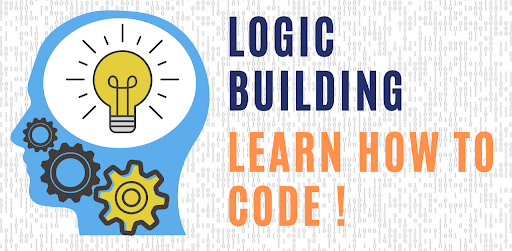 LOGIC
BUILDING
LEARN HOW TO
CODE !